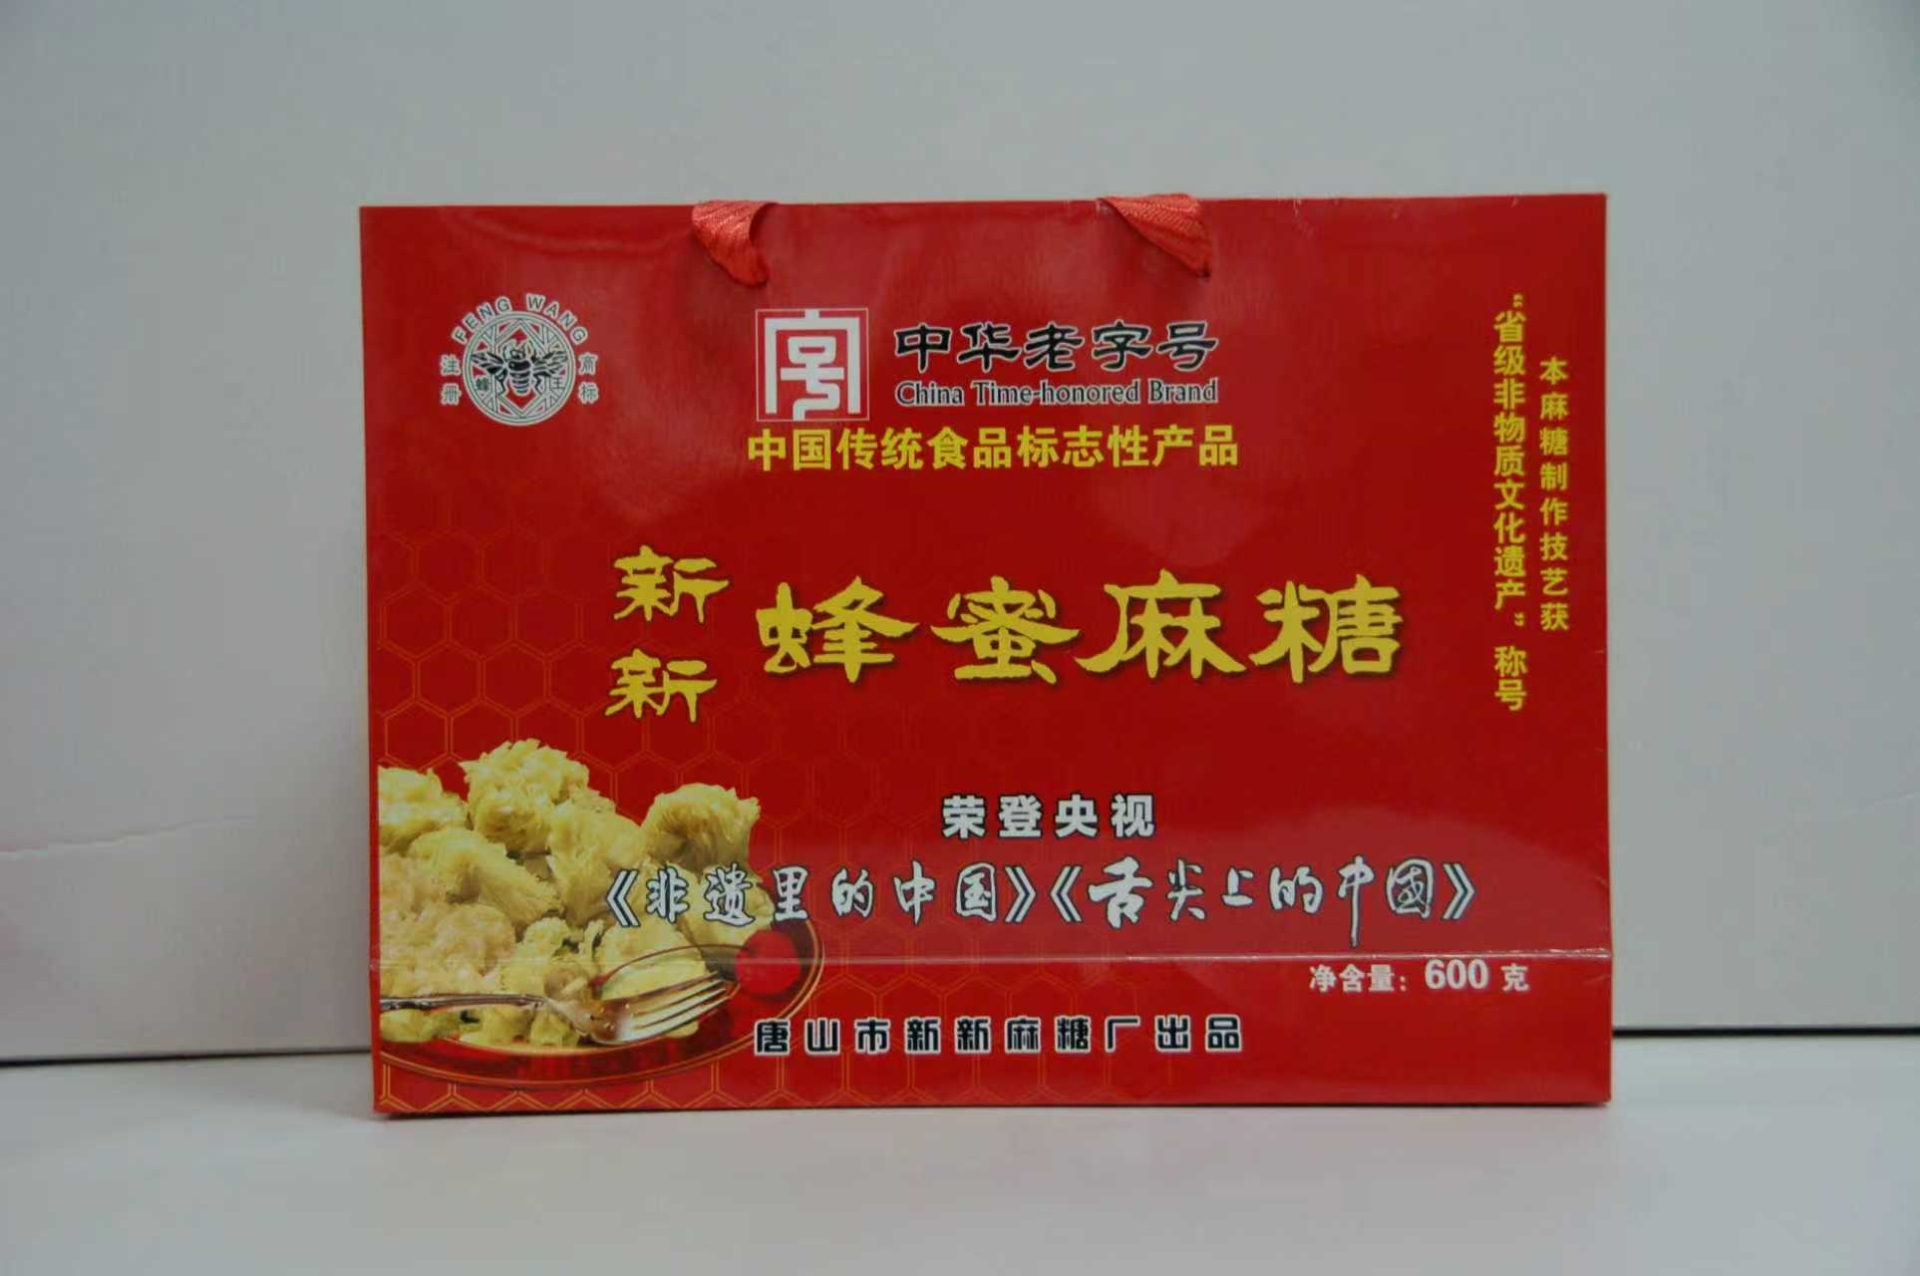 FENG WANG
注册 商标
蜂 王
中华老字号
China Time-honored Brand
中国传统食品标志性产品
本麻糖制作技艺获
“省级非物质文化遗产”称号
新新
蜂蜜麻糖
荣登央视
《非遗里的中国》《舌尖上的中國》
净含量：600 克
唐山市新新麻糖厂出品